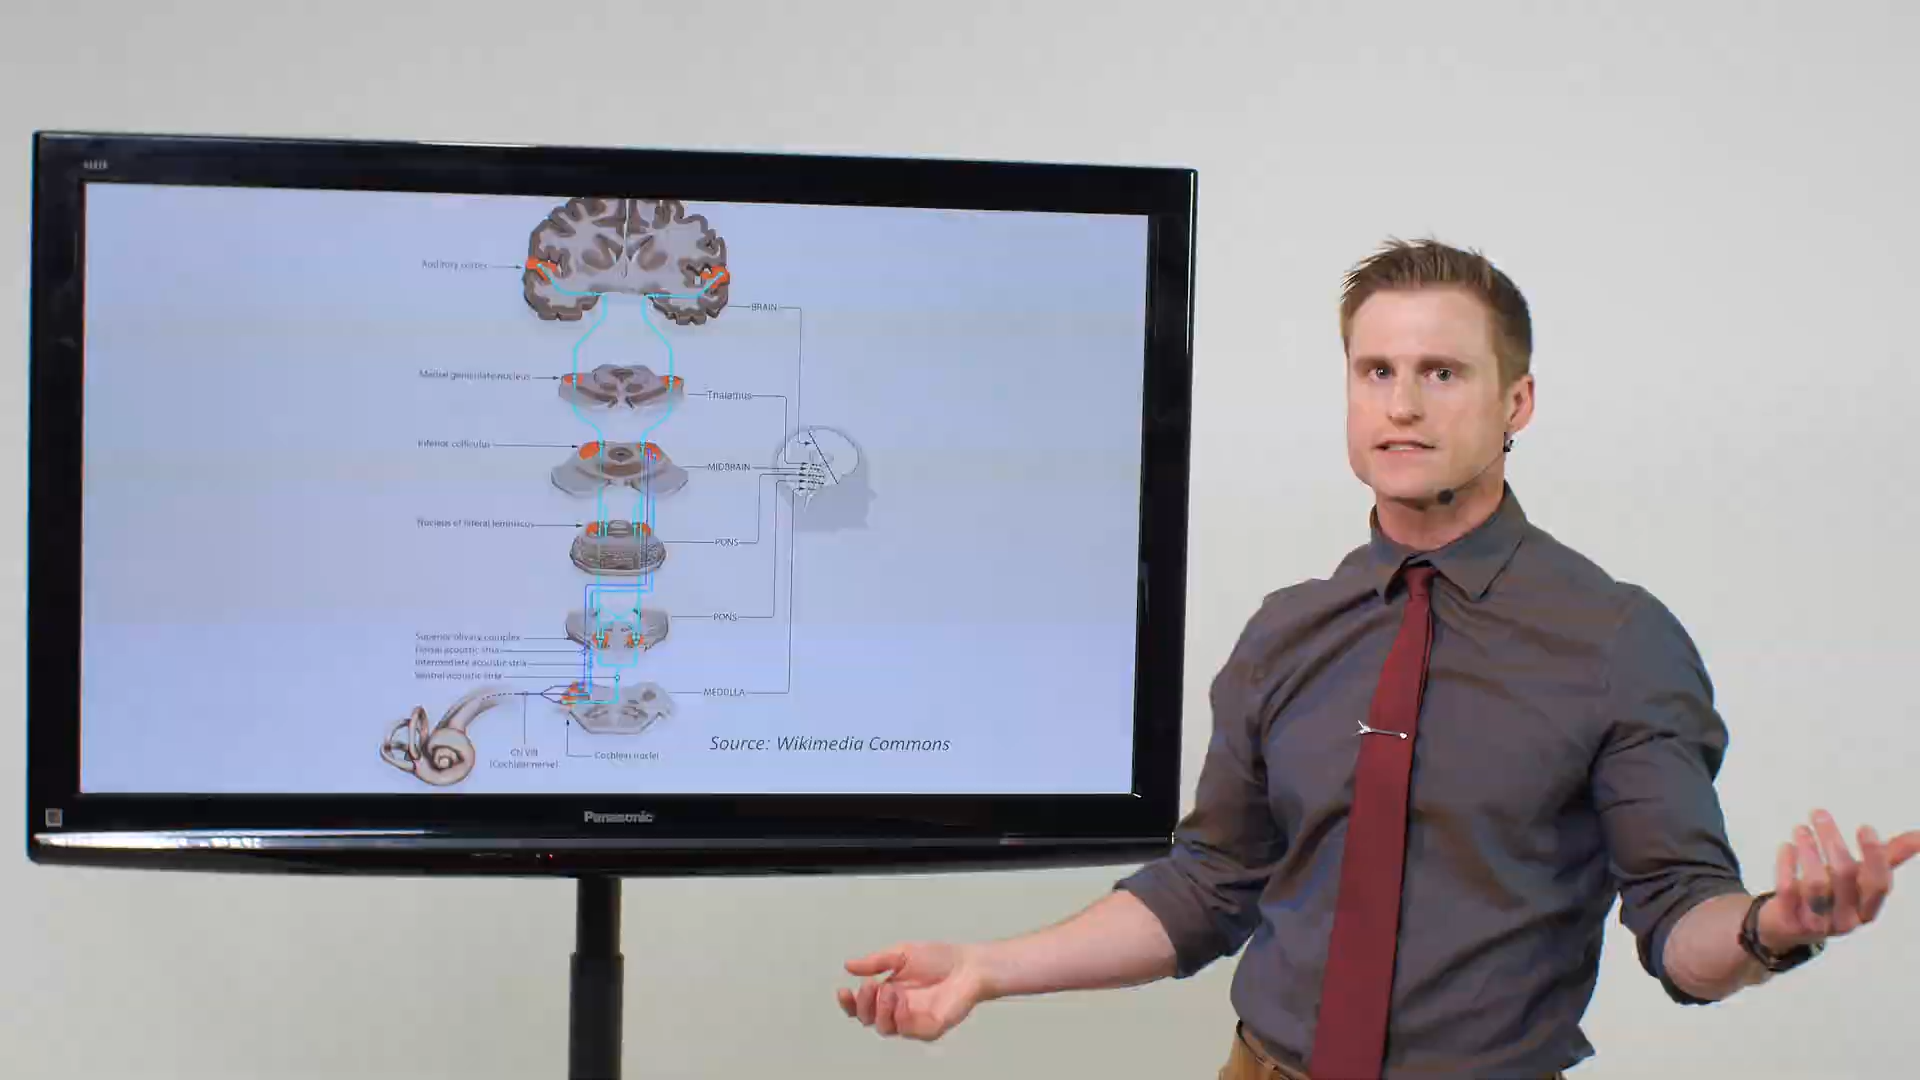 Auditory cortex
BRAIN
Medial geniculate nucleus
Thalamus
Inferior colliculus
MIDBRAIN
Nucleus of lateral lemniscus
PONS
PONS
Superior olivary complex
Dorsal acoustic stria
Intermediate acoustic stria
Ventral acoustic stria
MEDULLA
CN VIII
(Cochlear nerve)
Cochlear nuclei
Source: Wikimedia Commons
Panasonic